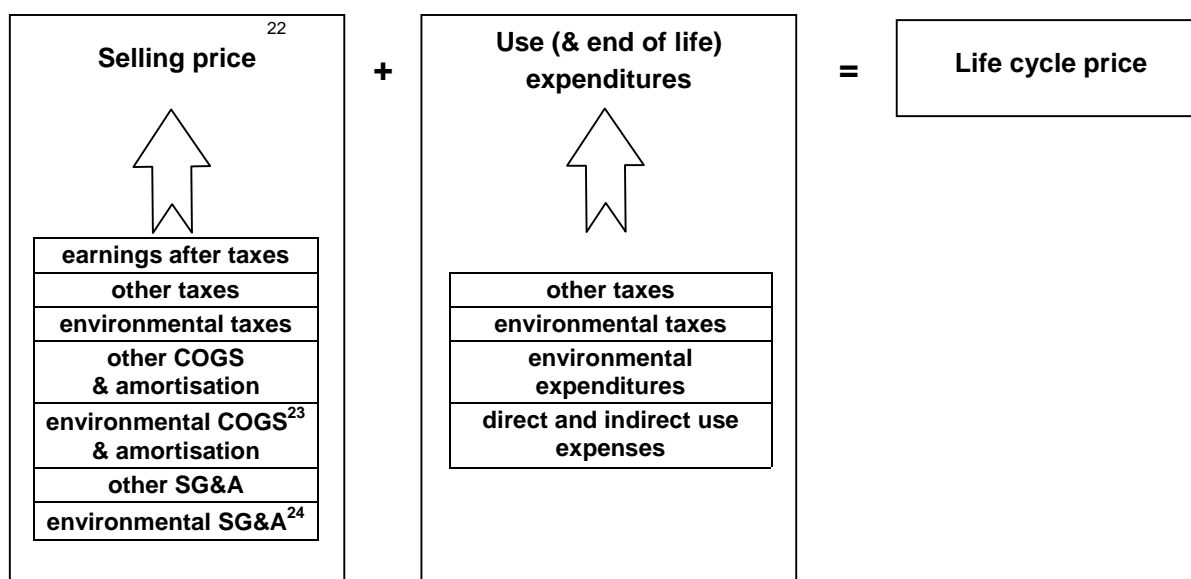 22
Selling price
+
Use (& end of life)
expenditures
=
Life cycle price
earnings after taxes
other taxes
environmental taxes
other COGS
& amortisation
environmental COGS23
& amortisation
other SG&A
environmental SG&A24
other taxes
environmental taxes
environmental
expenditures
direct and indirect use
expenses